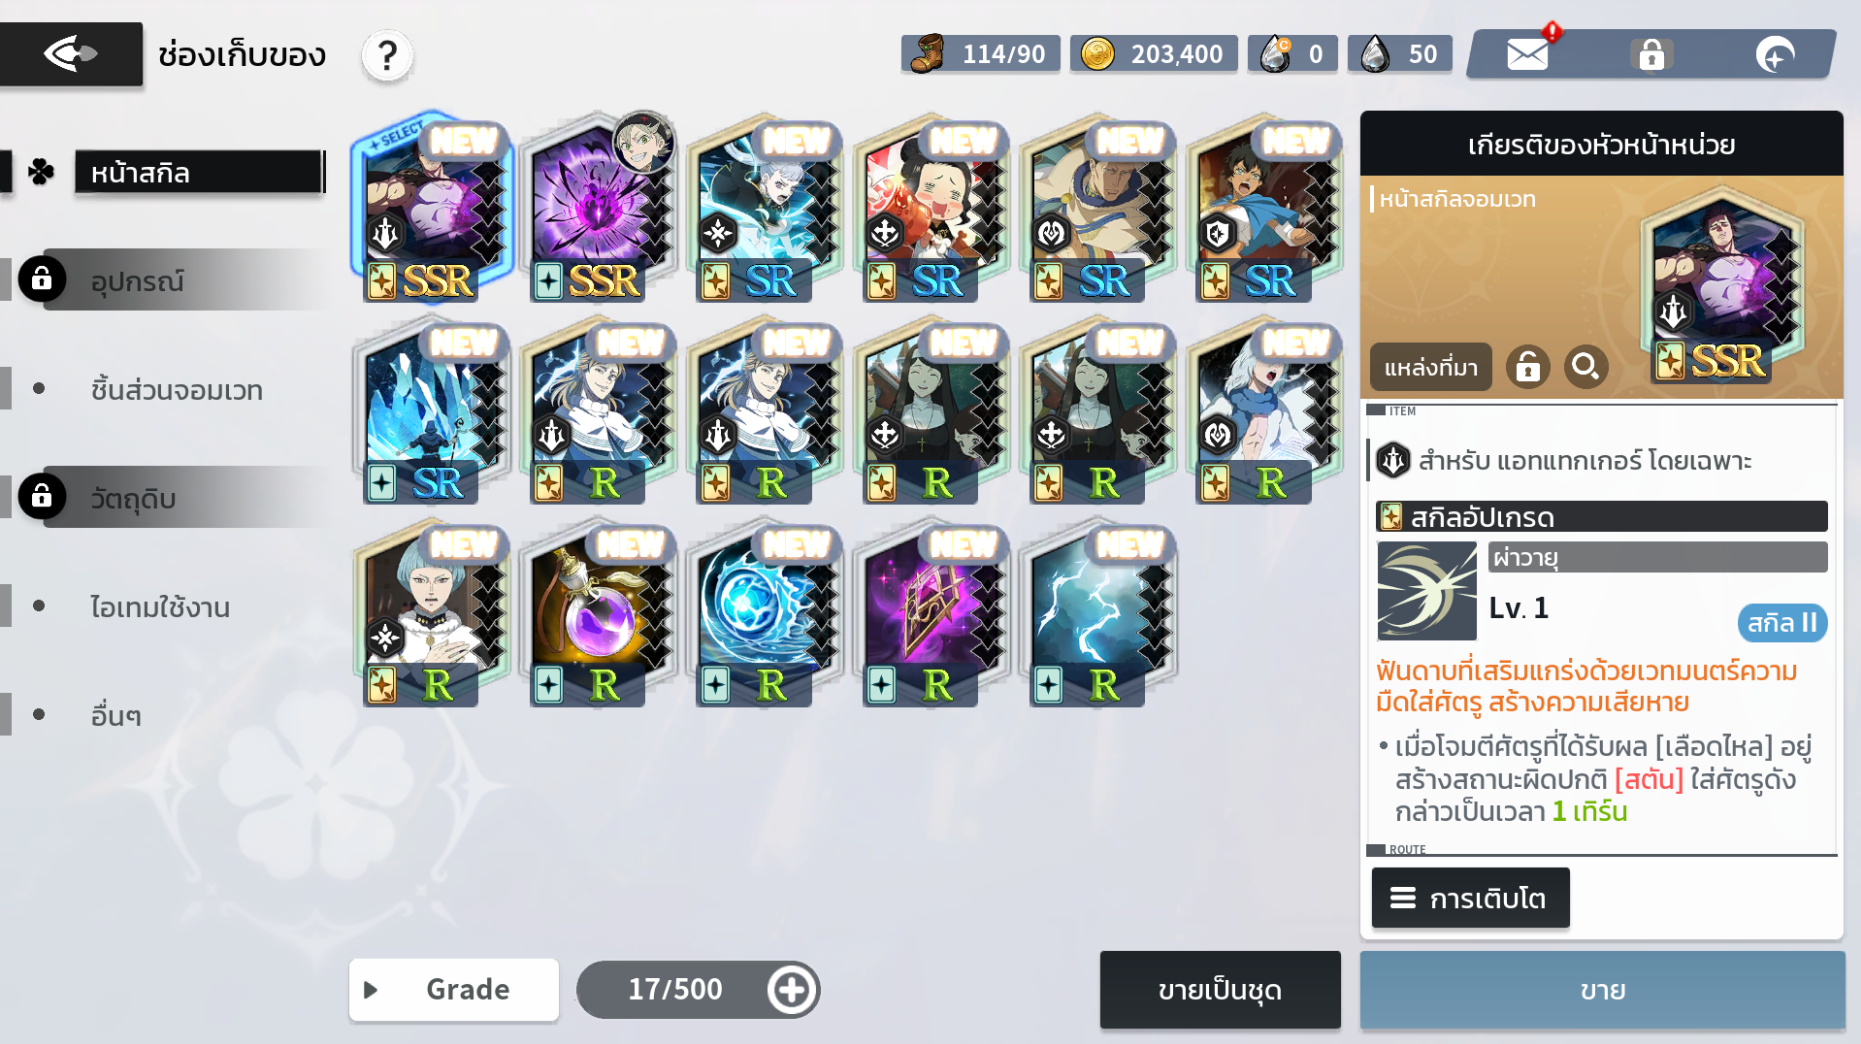 ช่องเก็บของ
?
114/90
203,400
0
50
หน้าสกิล
อุปกรณ์
ชิ้นส่วนจอมเวท
วัตถุดิบ
ไอเทมใช้งาน
อื่นๆ
SELECT NEW NEW NEW NEW NEW
SSR SSR SR SR SR SR
NEW NEW NEW NEW NEW NEW
SR R R R R R
NEW NEW NEW NEW NEW
R R R R R
Grade
17/500
ขายเป็นชุด
เกียรติของหัวหน้าหน่วย
หน้าสกิลจอมเวท
แหล่งที่มา
SSR
ITEM
สำหรับ แอทแทกเกอร์ โดยเฉพาะ
สกิลอัปเกรด
ผ่าวายุ
Lv. 1
สกิล II
ฟันดาบที่เสริมแกร่งด้วยเวทมนตร์ความ
มืดใส่ศัตรู สร้างความเสียหาย
• เมื่อโจมตีศัตรูที่ได้รับผล [เลือดไหล] อยู่
สร้างสถานะผิดปกติ [สตัน] ใส่ศัตรูดัง
กล่าวเป็นเวลา 1 เทิร์น
ROUTE
การเติบโต
ขาย